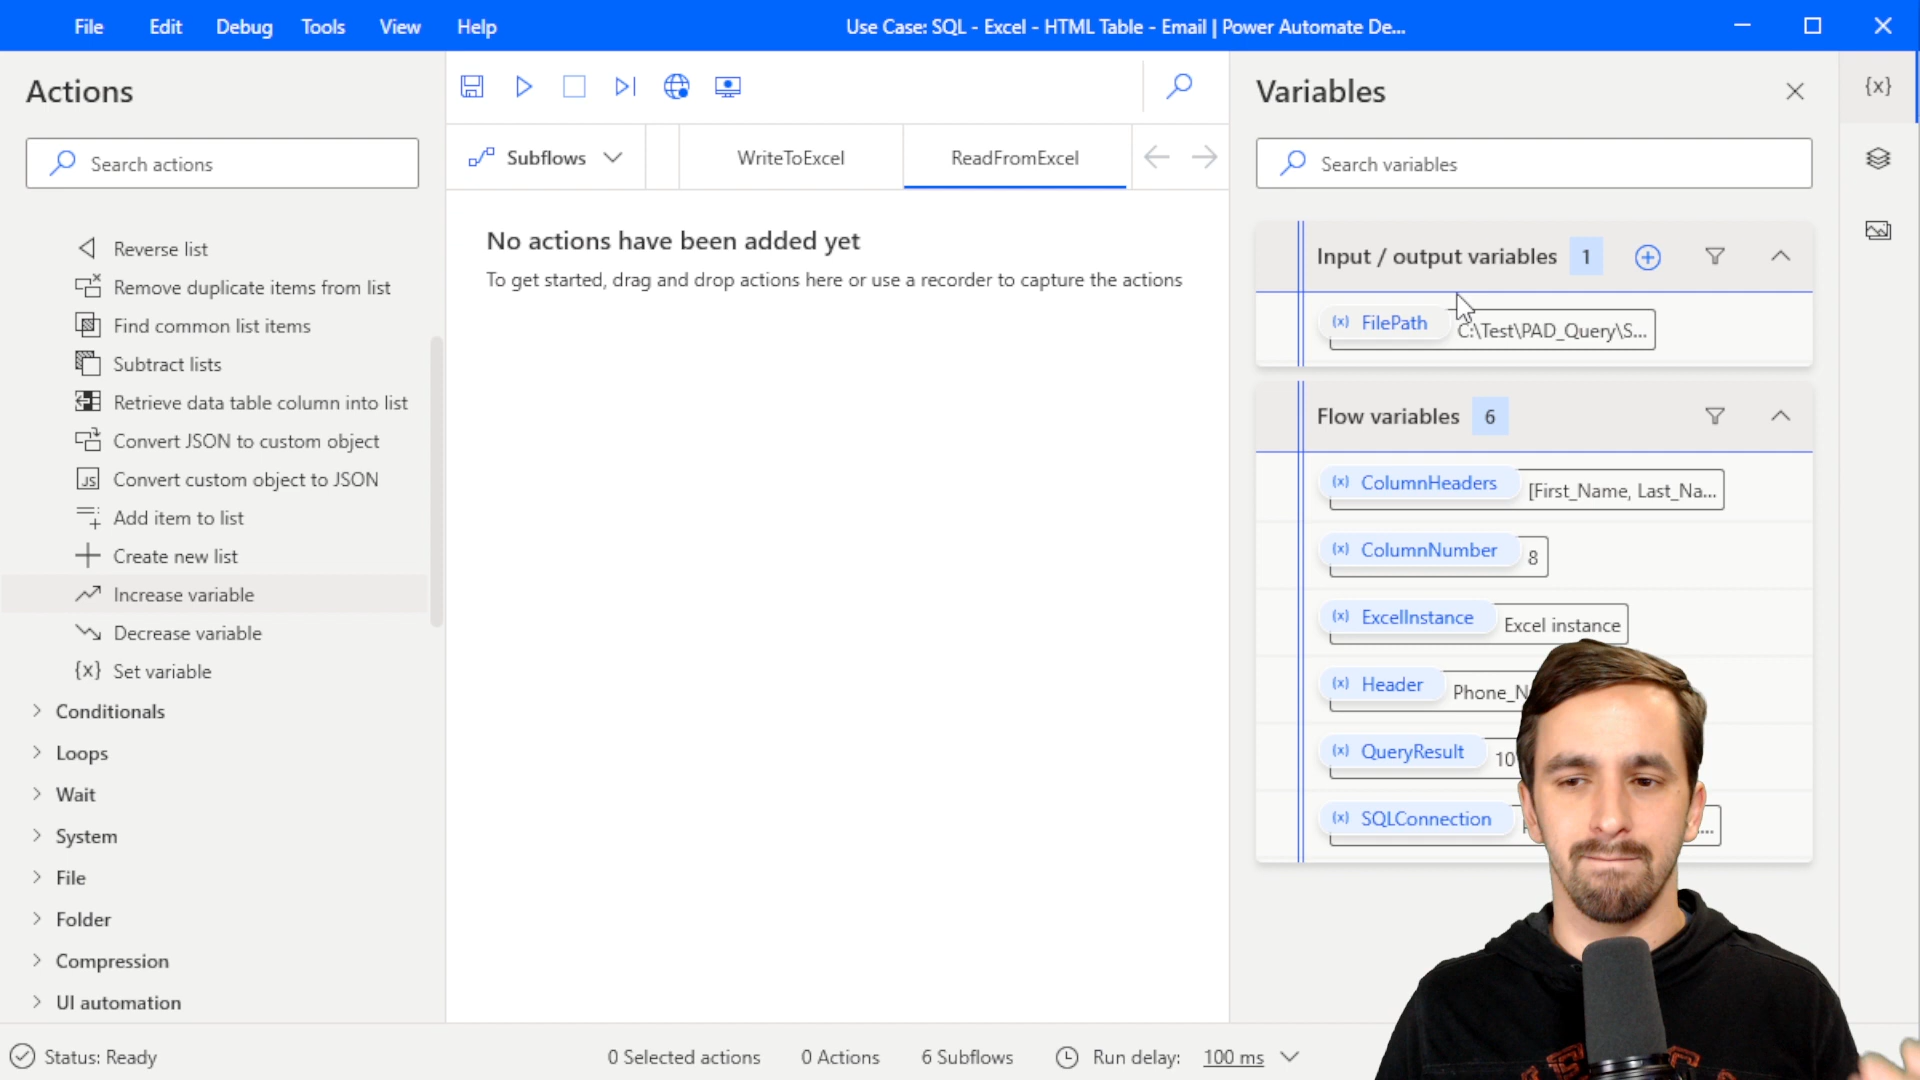 File Edit Debug Tools View Help Use Case: SQL - Excel - HTML Table - Email | Power Automate De...
Actions
Search actions
Reverse list
Remove duplicate items from list
Find common list items
Subtract lists
Retrieve data table column into list
Convert JSON to custom object
JS Convert custom object to JSON
Add item to list
Create new list
Increase variable
Decrease variable
{x} Set variable
Conditionals
Loops
Wait
System
File
Folder
Compression
UI automation
Subflows WriteToExcel ReadFromExcel
No actions have been added yet
To get started, drag and drop actions here or use a recorder to capture the actions
Variables {x}
Search variables
Input / output variables 1
(x) FilePath C:\Test\PAD_Query\S...
Flow variables 6
(x) ColumnHeaders [First_Name, Last_Na...
(x) ColumnNumber 8
(x) ExcelInstance Excel instance
(x) Header
(x) QueryResult
(x) SQLConnection ...
Status: Ready 0 Selected actions 0 Actions 6 Subflows Run delay: 100 ms